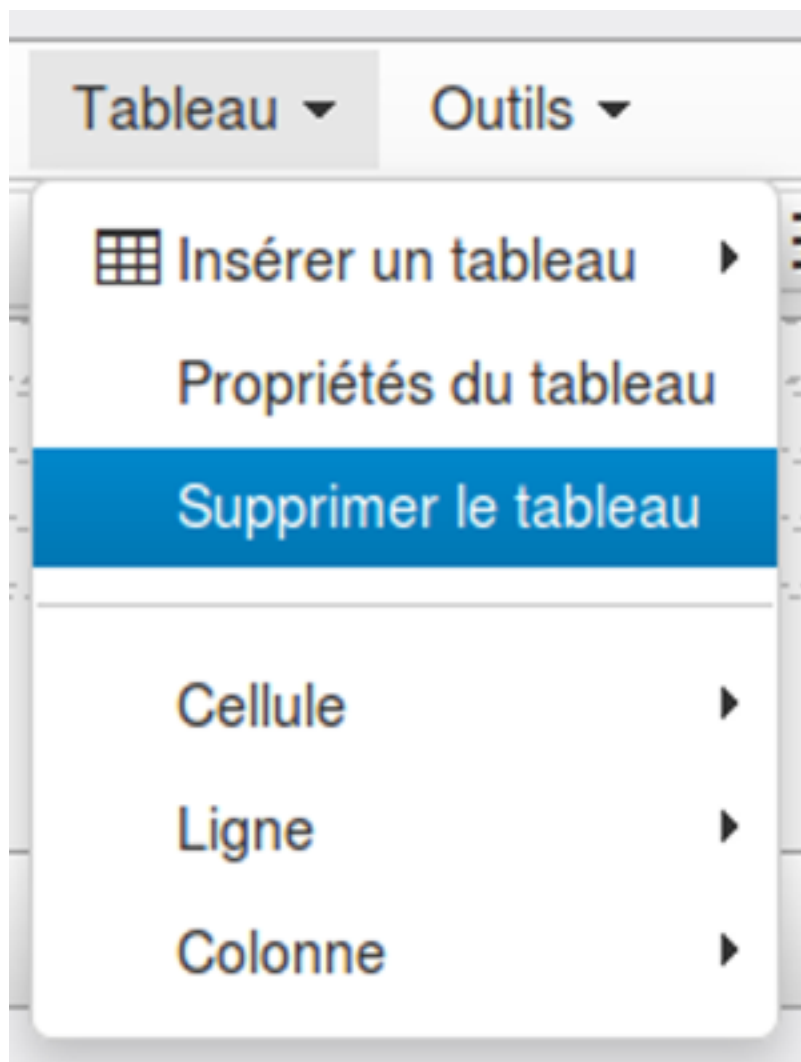 Tableau Outils
Insérer un tableau
Propriétés du tableau
Supprimer le tableau
Cellule
Ligne
Colonne